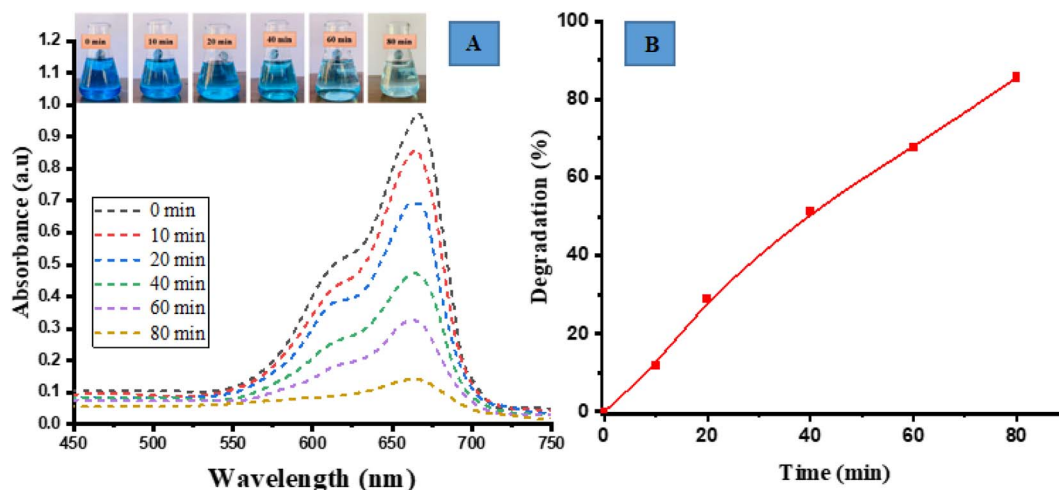 0 min
10 min
20 min
40 min
60 min
80 min
A
1.2
1.1
1.0
0.9
0.8
0.7
0.6
0.5
0.4
0.3
0.2
0.1
0.0
Absorbance (a.u)
0 min
10 min
20 min
40 min
60 min
80 min
450
500
550
600
650
700
750
Wavelength (nm)
B
100
80
60
40
20
0
Degradation (%)
0
20
40
60
80
Time (min)